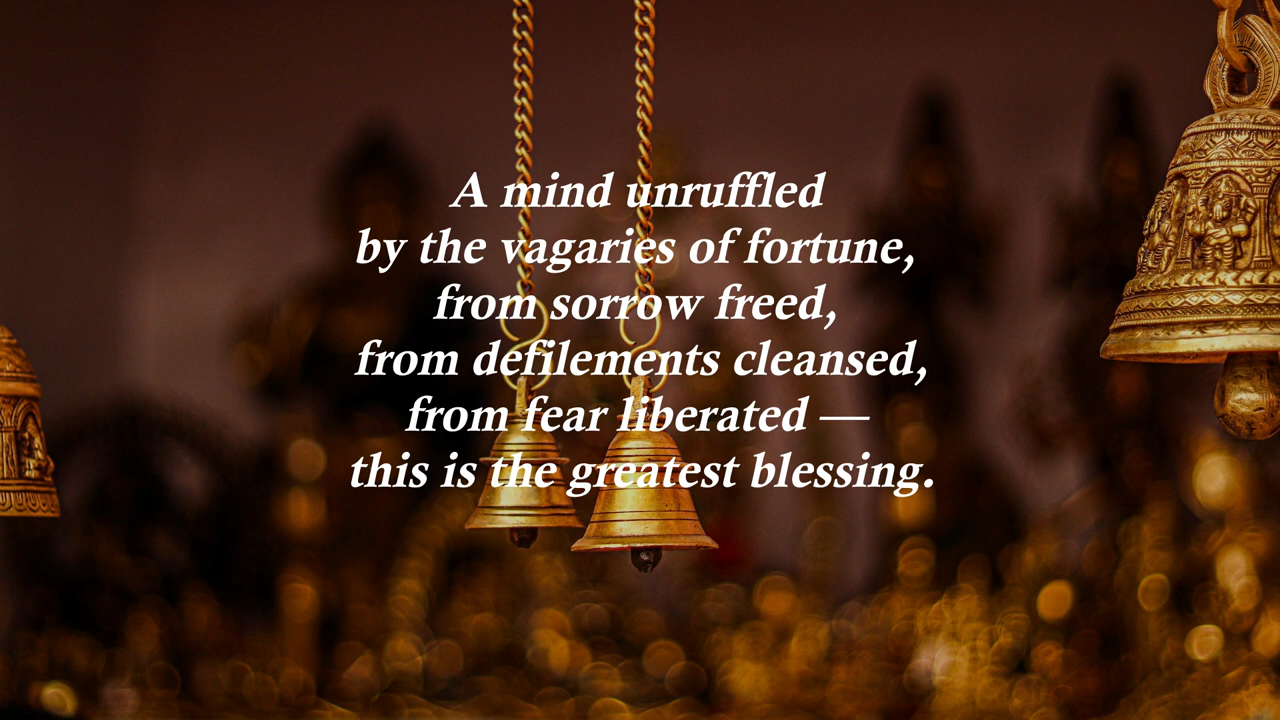 A mind unruffled
by the vagaries of fortune,
from sorrow freed,
from defilements cleansed,
from fear liberated —
this is the greatest blessing.